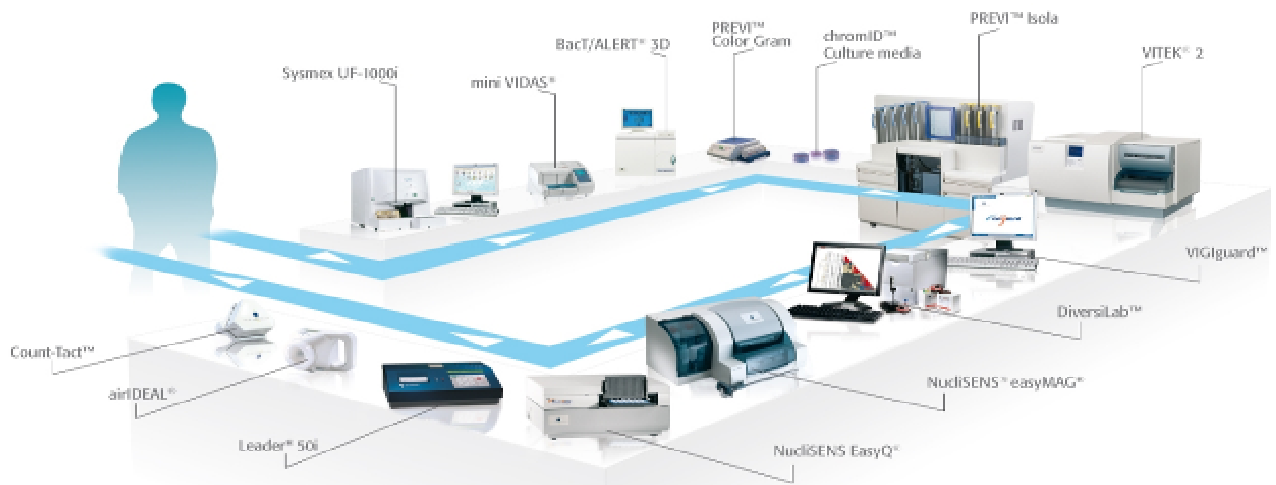 PREVI™ Isola
PREVI™
Color Gram
chromID™
Culture media
BacT/ALERT® 3D
VITEK® 2
Sysmex UF-1000i
mini VIDAS®
VIGIguard™
DiversiLab™
Count-Tact™
NucliSENS® easyMAG®
airIDEAL®
Leader® 50i
NucliSENS EasyQ®